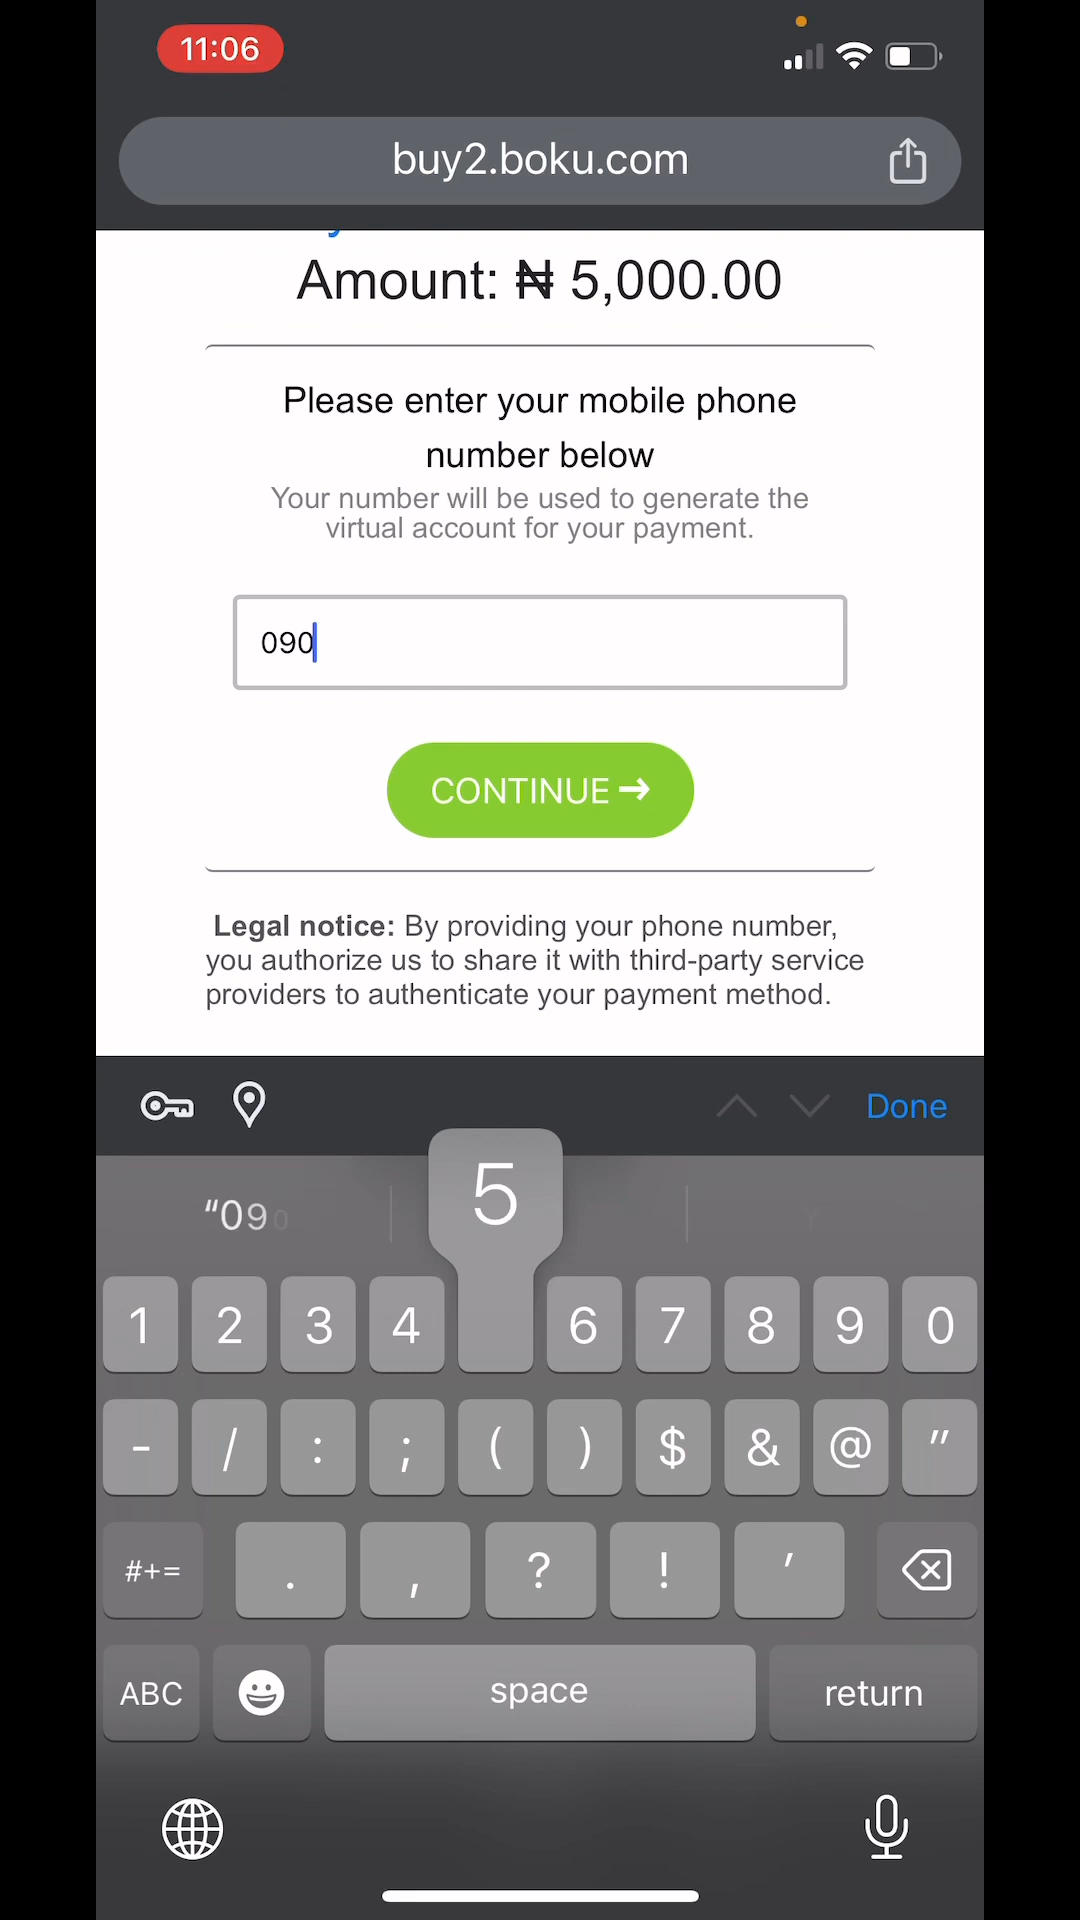 11:06
buy2.boku.com
Amount: ₦ 5,000.00
Please enter your mobile phone
number below
Your number will be used to generate the
virtual account for your payment.
090
CONTINUE →
Legal notice: By providing your phone number,
you authorize us to share it with third-party service
providers to authenticate your payment method.
Done
“090
5
1 2 3 4 6 7 8 9 0
- / : ; ( ) $ & @ "
#+= . , ? ! '
ABC space return